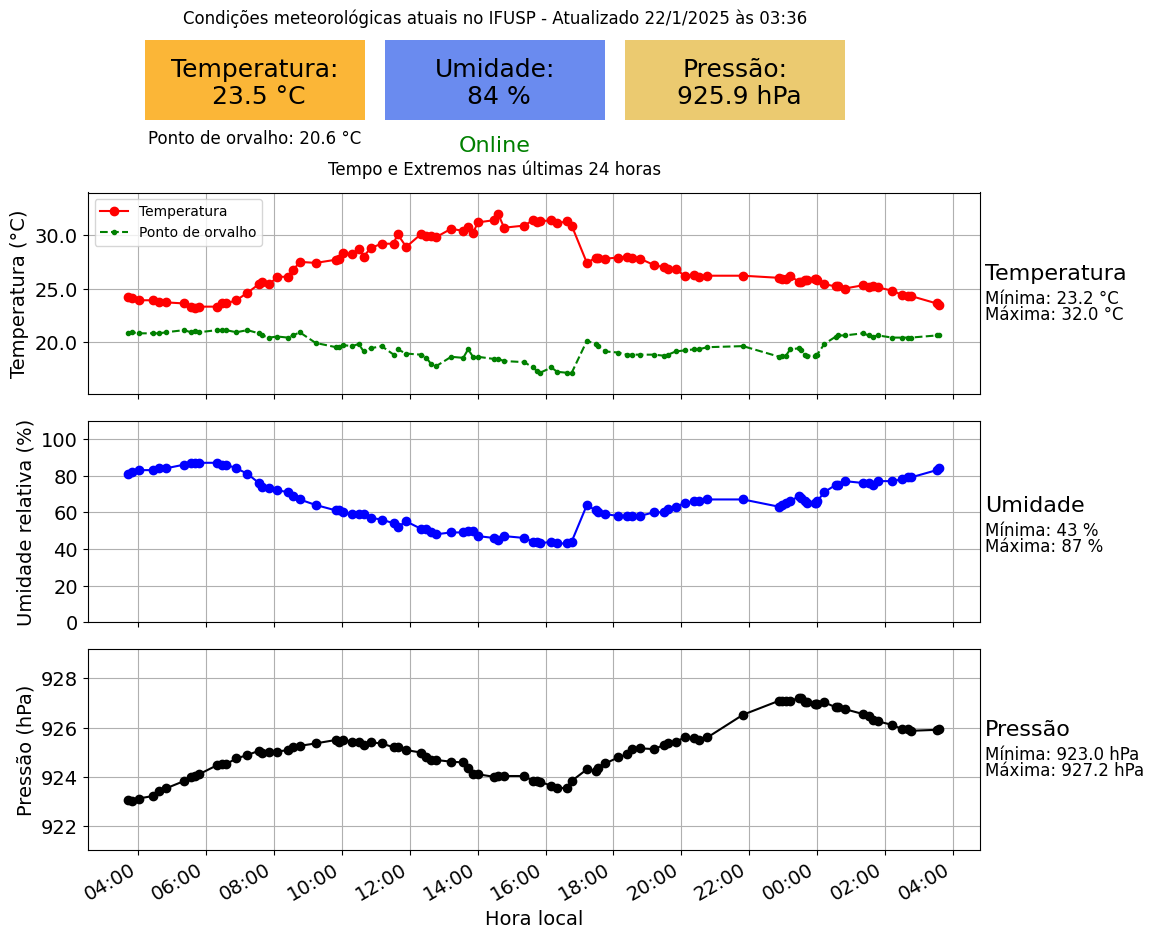 Condições meteorológicas atuais no IFUSP - Atualizado 22/1/2025 às 03:36
Temperatura:
23.5 °C
Umidade:
84 %
Pressão:
925.9 hPa
Ponto de orvalho: 20.6 °C
Online
Tempo e Extremos nas últimas 24 horas
Temperatura (°C)
30.0
25.0
20.0
Temperatura
Ponto de orvalho
Temperatura
Mínima: 23.2 °C
Máxima: 32.0 °C
Umidade relativa (%)
100
80
60
40
20
0
Umidade
Mínima: 43 %
Máxima: 87 %
Pressão (hPa)
928
926
924
922
Pressão
Mínima: 923.0 hPa
Máxima: 927.2 hPa
04:00 06:00 08:00 10:00 12:00 14:00 16:00 18:00 20:00 22:00 00:00 02:00 04:00
Hora local